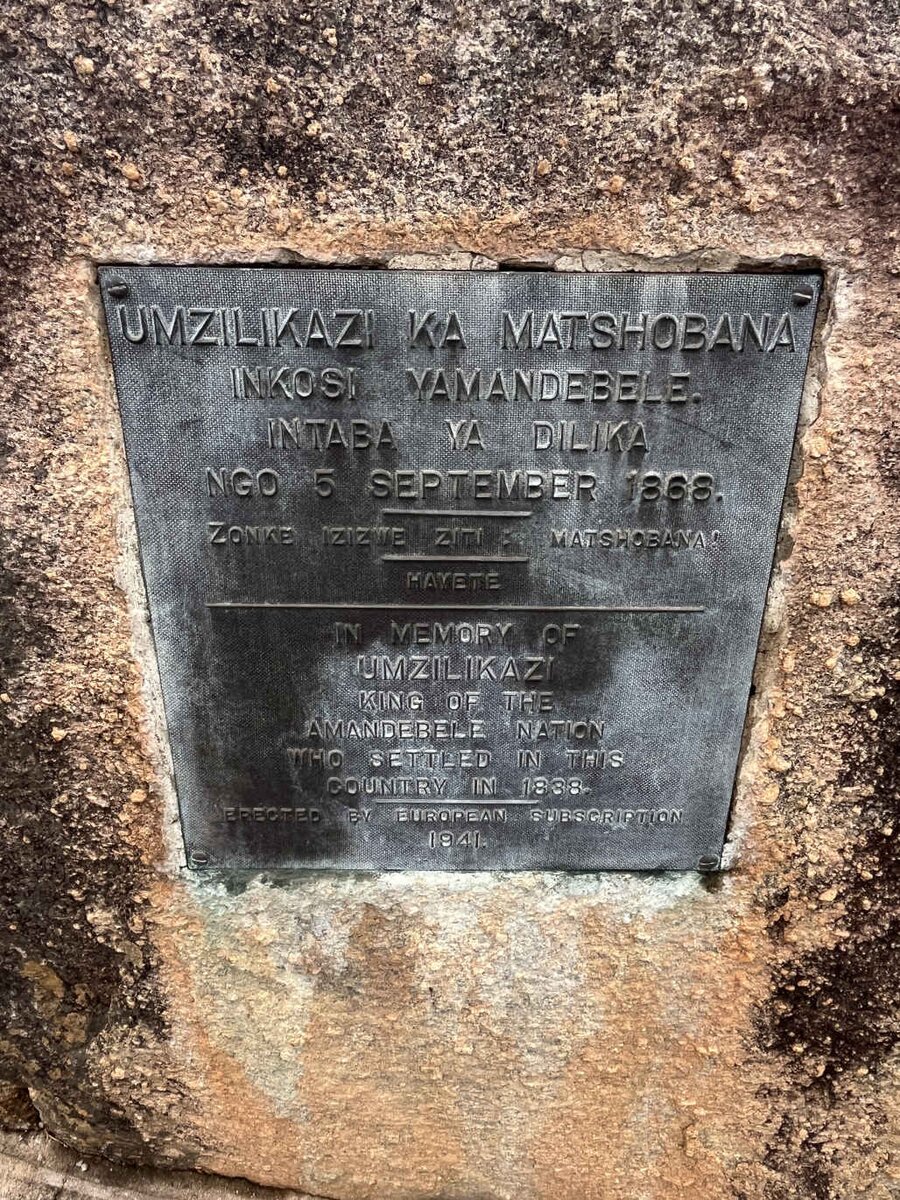 UMZILIKAZI KA MATSHOBANA
INKOSI YAMANDEBELE.
INTABA YA DILIKA
NGO 5 SEPTEMBER 1868.
ZONKE IZIZWE ZITI : MATSHOBANA!
HAYETE
IN MEMORY OF
UMZILIKAZI
KING OF THE
AMANDEBELE NATION
WHO SETTLED IN THIS
COUNTRY IN 1838.
ERECTED BY EUROPEAN SUBSCRIPTION
1941.